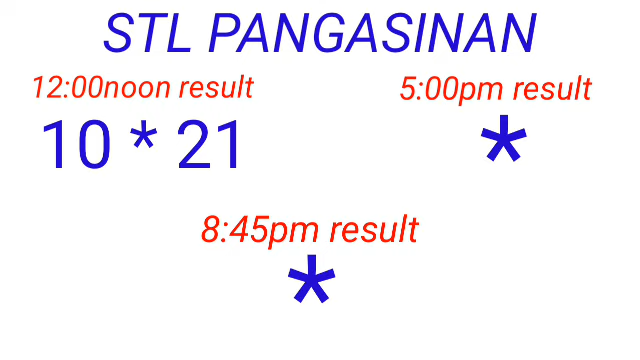 STL PANGASINAN
12:00noon result
10 * 21
5:00pm result
*
8:45pm result
*